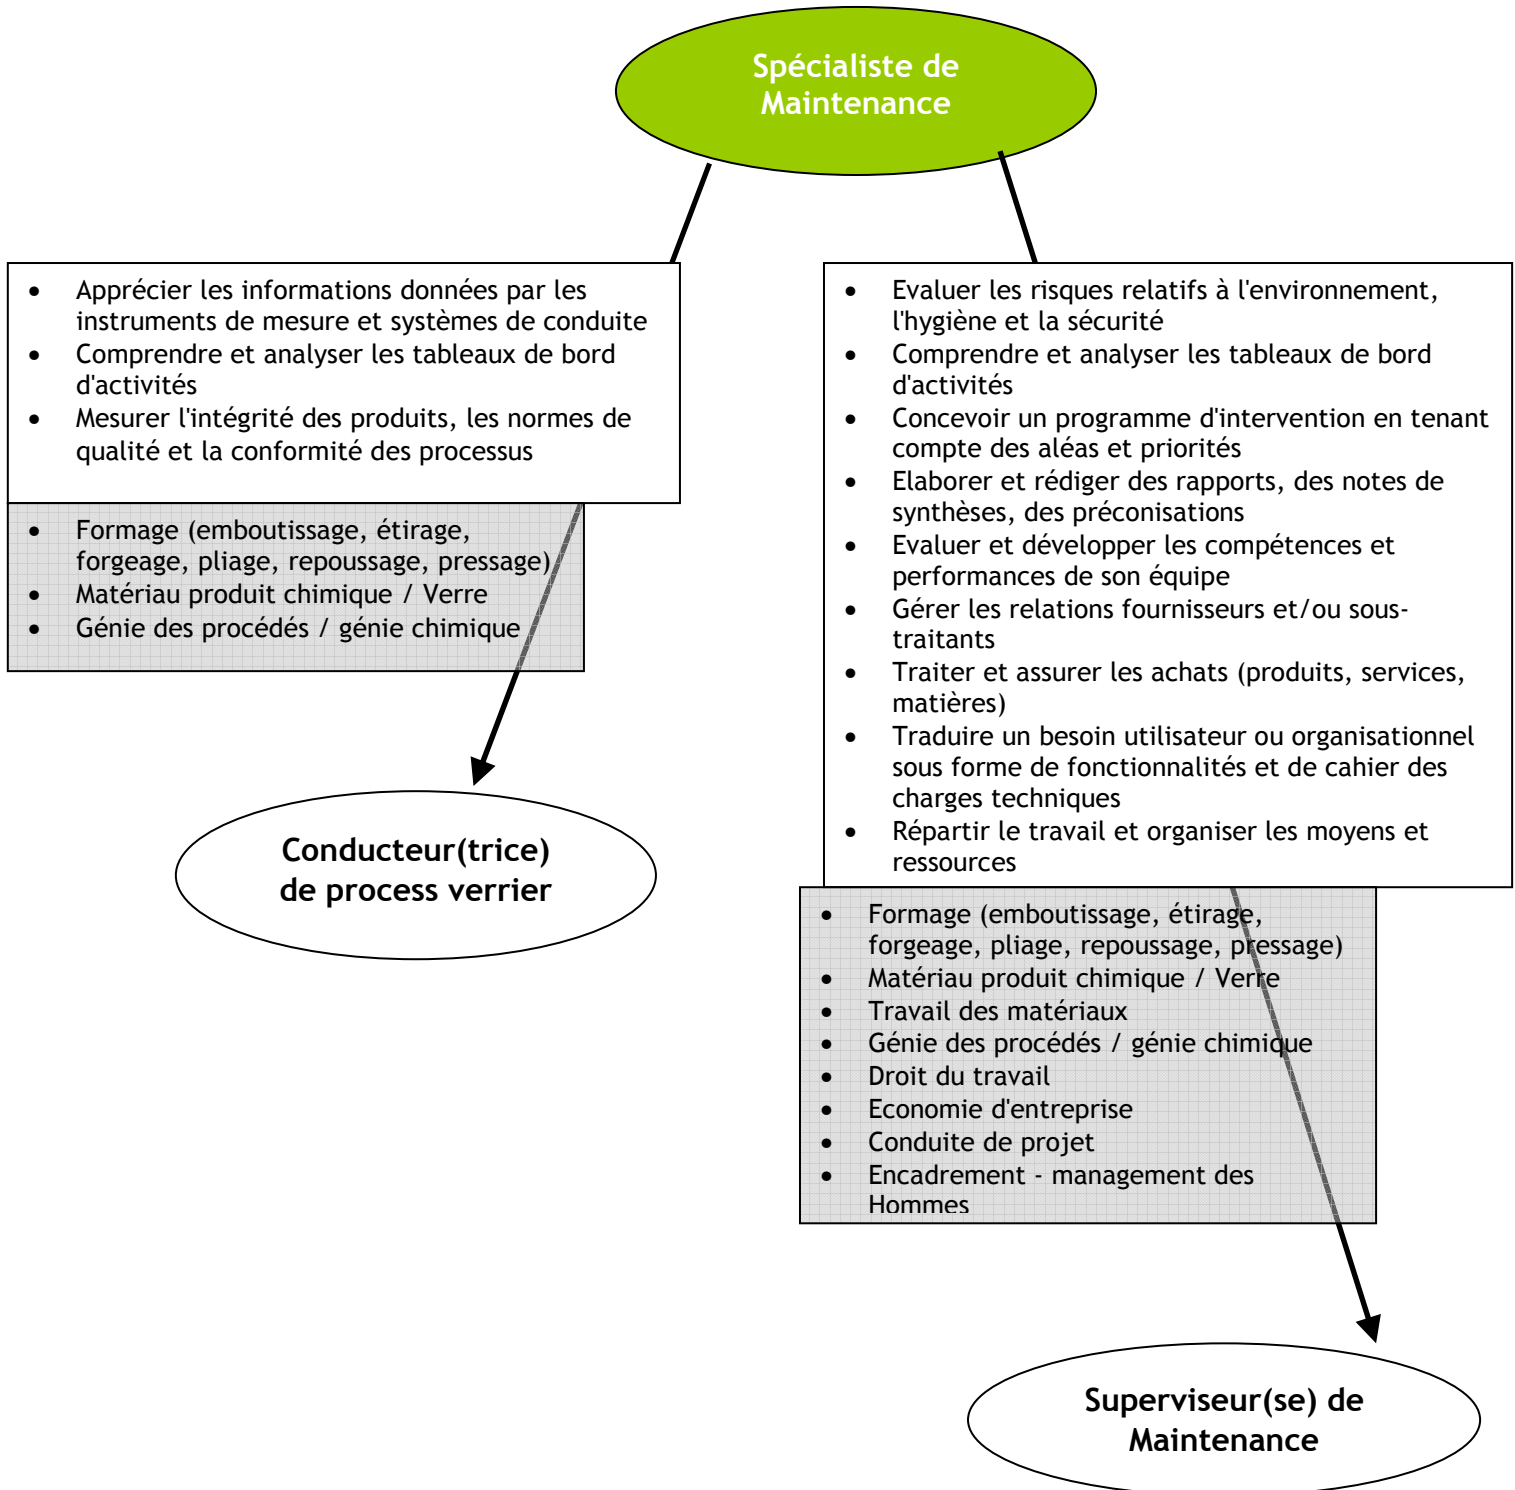 Spécialiste de
Maintenance
• Apprécier les informations données par les
instruments de mesure et systèmes de conduite
• Comprendre et analyser les tableaux de bord
d'activités
• Mesurer l'intégrité des produits, les normes de
qualité et la conformité des processus
• Formage (emboutissage, étirage,
forgeage, pliage, repoussage, pressage)
• Matériau produit chimique / Verre
• Génie des procédés / génie chimique
Conducteur(trice)
de process verrier
• Evaluer les risques relatifs à l'environnement,
l'hygiène et la sécurité
• Comprendre et analyser les tableaux de bord
d'activités
• Concevoir un programme d'intervention en tenant
compte des aléas et priorités
• Elaborer et rédiger des rapports, des notes de
synthèses, des préconisations
• Evaluer et développer les compétences et
performances de son équipe
• Gérer les relations fournisseurs et/ou sous-
traitants
• Traiter et assurer les achats (produits, services,
matières)
• Traduire un besoin utilisateur ou organisationnel
sous forme de fonctionnalités et de cahier des
charges techniques
• Répartir le travail et organiser les moyens et
ressources
• Formage (emboutissage, étirage,
forgeage, pliage, repoussage, pressage)
• Matériau produit chimique / Verre
• Travail des matériaux
• Génie des procédés / génie chimique
• Droit du travail
• Economie d'entreprise
• Conduite de projet
• Encadrement - management des
Hommes
Superviseur(se) de
Maintenance